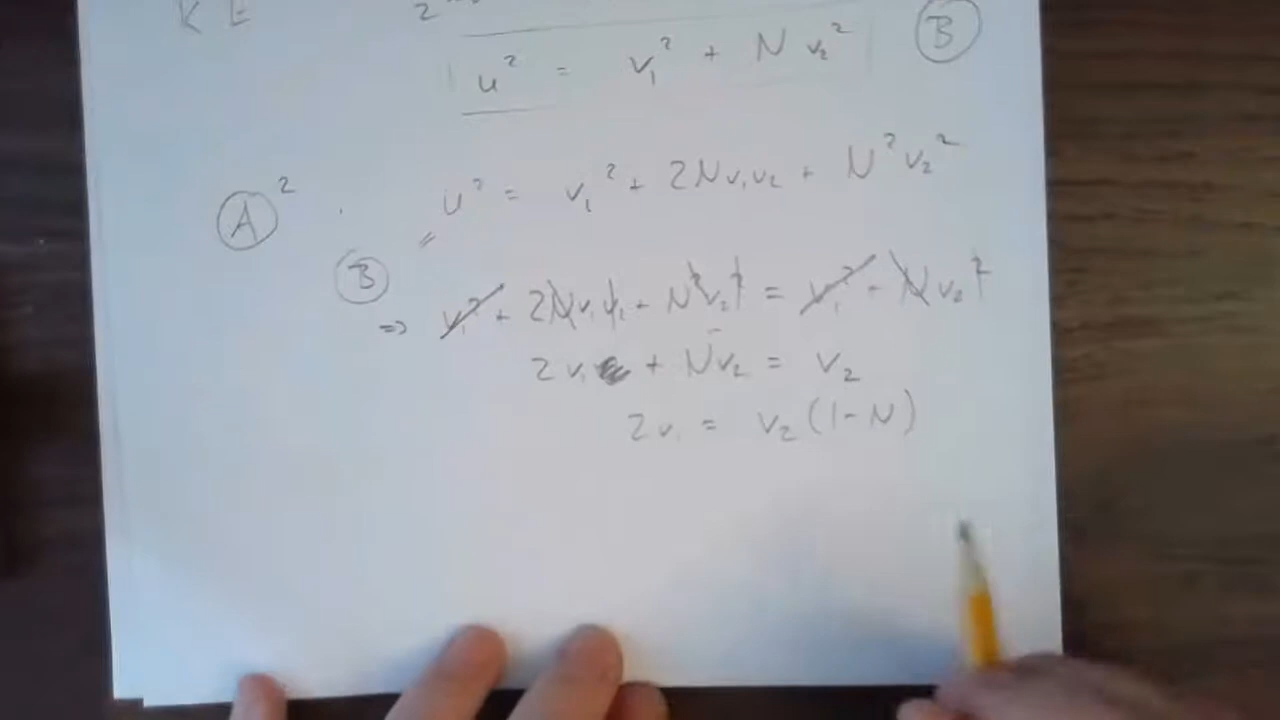 K E
u² = v₁² + N v₂² Ⓑ
Ⓐ² u² = v₁² + 2Nv₁v₂ + N²v₂²
Ⓑ
⇒ v₁² + 2Nv₁v₂ + N²v₂² = v₁² + Nv₂²
2v₁ + Nv₂ = v₂
2v₁ = v₂(1-N)